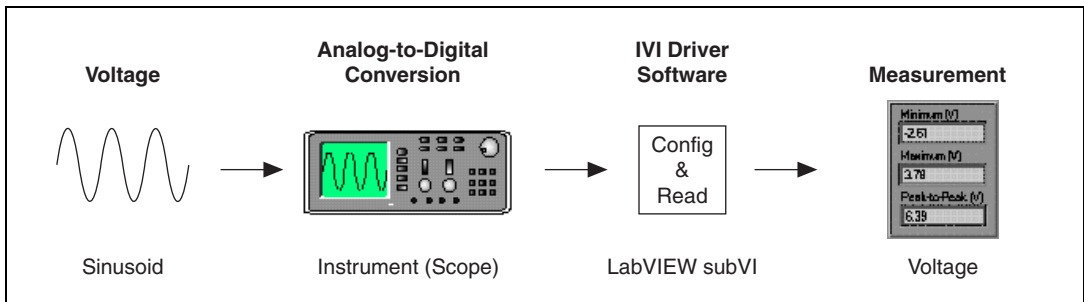 Voltage
Analog-to-Digital
Conversion
IVI Driver
Software
Measurement
Minimum (V)
-2.61
Maximum (V)
3.78
Peak-to-Peak (V)
6.39
Config
&
Read
Sinusoid
Instrument (Scope)
LabVIEW subVI
Voltage